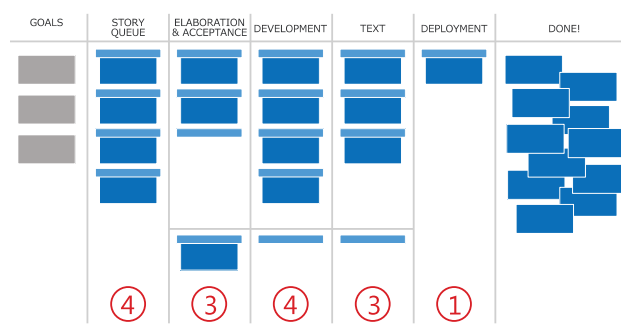 GOALS
STORY
QUEUE
ELABORATION
& ACCEPTANCE
DEVELOPMENT
TEXT
DEPLOYMENT
DONE!
4
3
4
3
1